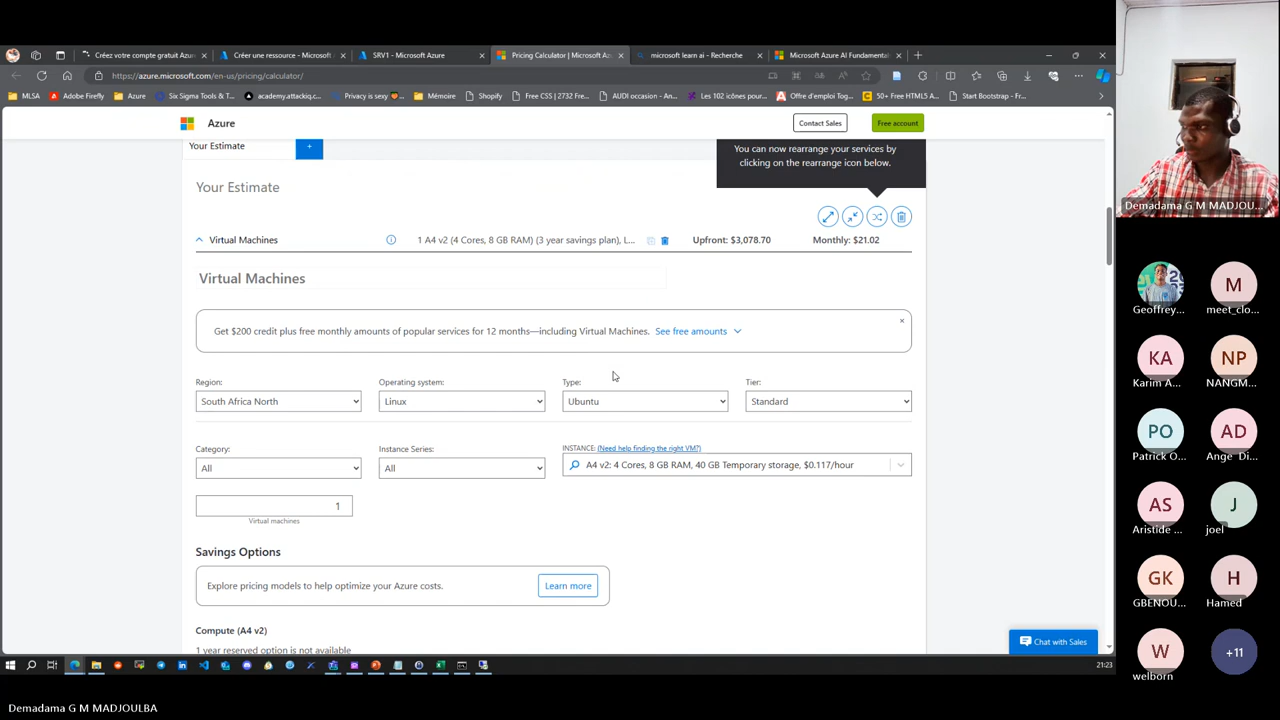 Créez votre compte gratuit Azur
Créer une ressource - Microsoft
SRV1 - Microsoft Azure
Pricing Calculator | Microsoft Az
microsoft learn ai – Recherche
Microsoft Azure AI Fundamental
https://azure.microsoft.com/en-us/pricing/calculator/
MLSA
Adobe Firefly
Azure
Six Sigma Tools & T...
academy.attackiq.c...
Privacy is sexy
Mémoire
Shopify
Free CSS | 2732 Free...
AUDI occasion - An...
Les 102 icônes pour...
Offre d'emploi Tog...
50+ Free HTML5 A...
Start Bootstrap - Fr...
Azure
Contact Sales
Free account
Your Estimate
+
You can now rearrange your services by
clicking on the rearrange icon below.
Your Estimate
Virtual Machines
1 A4 v2 (4 Cores, 8 GB RAM) (3 year savings plan), L...
Upfront: $3,078.70
Monthly: $21.02
Virtual Machines
Get $200 credit plus free monthly amounts of popular services for 12 months—including Virtual Machines. See free amounts
Region:
Operating system:
Type:
Tier:
South Africa North
Linux
Ubuntu
Standard
Category:
Instance Series:
INSTANCE: (Need help finding the right VM?)
All
All
A4 v2: 4 Cores, 8 GB RAM, 40 GB Temporary storage, $0.117/hour
1
Virtual machines
Savings Options
Explore pricing models to help optimize your Azure costs.
Learn more
Compute (A4 v2)
1 year reserved option is not available
Chat with Sales
21:23
Demadama G M MADJOULBA
Demadama G M MADJOU...
Geoffrey...
M
meet_clo...
KA
Karim A...
NP
NANGM...
PO
Patrick O...
AD
Ange Di...
AS
Aristide ...
J
joel
GK
GBENOU...
H
Hamed
W
welborn
+11